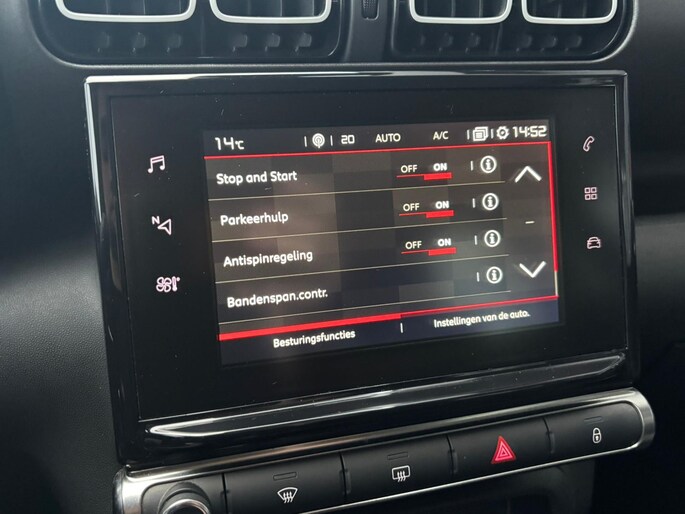 14°C 20 AUTO A/C 14:52
Stop and Start OFF ON
Parkeerhulp OFF ON
Antispinregeling OFF ON
Bandenspan.contr.
Besturingsfuncties Instellingen van de auto.
N